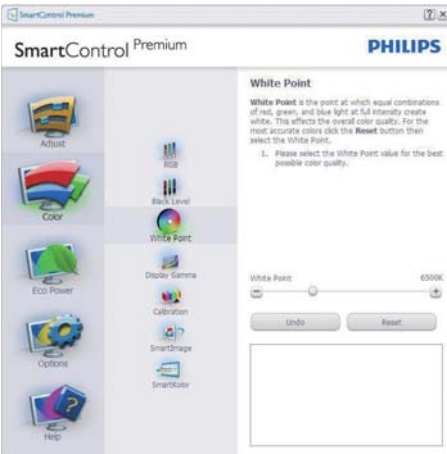 SmartControl Premium
SmartControl Premium
PHILIPS
Adjust
Color
Eco Power
Options
Help
RGB
Black Level
White Point
Display Gamma
Calibration
SmartImage
SmartKolor
White Point
White Point is the point at which equal combinations
of red, green, and blue light at full intensity create
white. This effects the overall color quality. For the
most accurate colors click the Reset button then
select the White Point.
1. Please select the White Point value for the best
possible color quality.
White Point 6500K
Undo Reset